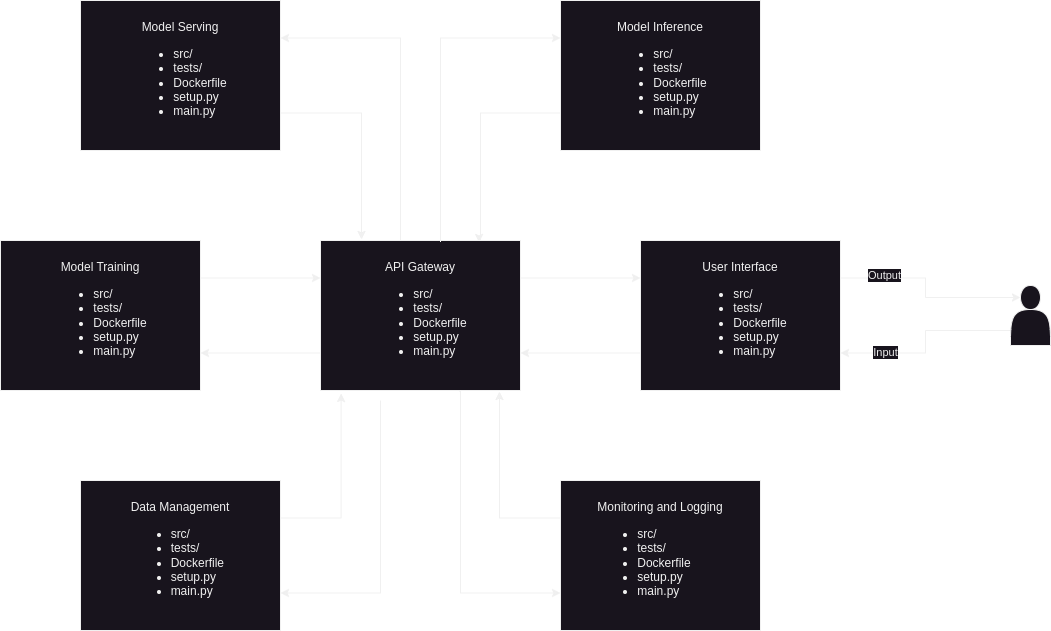 Model Serving
src/
tests/
Dockerfile
setup.py
main.py
Model Inference
src/
tests/
Dockerfile
setup.py
main.py
Model Training
src/
tests/
Dockerfile
setup.py
main.py
API Gateway
src/
tests/
Dockerfile
setup.py
main.py
User Interface
src/
tests/
Dockerfile
setup.py
main.py
Output
Input
Data Management
src/
tests/
Dockerfile
setup.py
main.py
Monitoring and Logging
src/
tests/
Dockerfile
setup.py
main.py